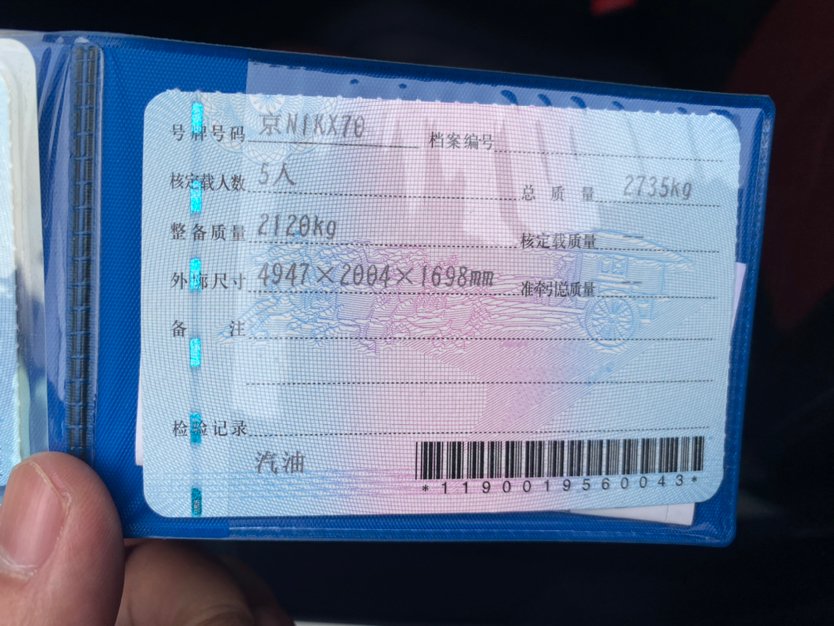 号牌号码 京N1KX70 档案编号
核定载人数 5人 总质量 2735kg
整备质量 2120kg 核定载质量 --
外廓尺寸 4947×2004×1698mm 准牵引总质量 --
备注
检验记录
汽油
*1190019560043*